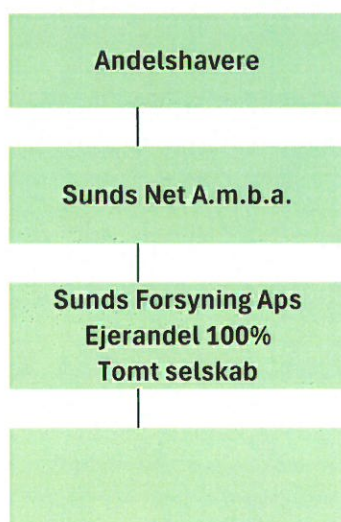 Andelshavere
Sunds Net A.m.b.a.
Sunds Forsyning Aps
Ejerandel 100%
Tomt selskab